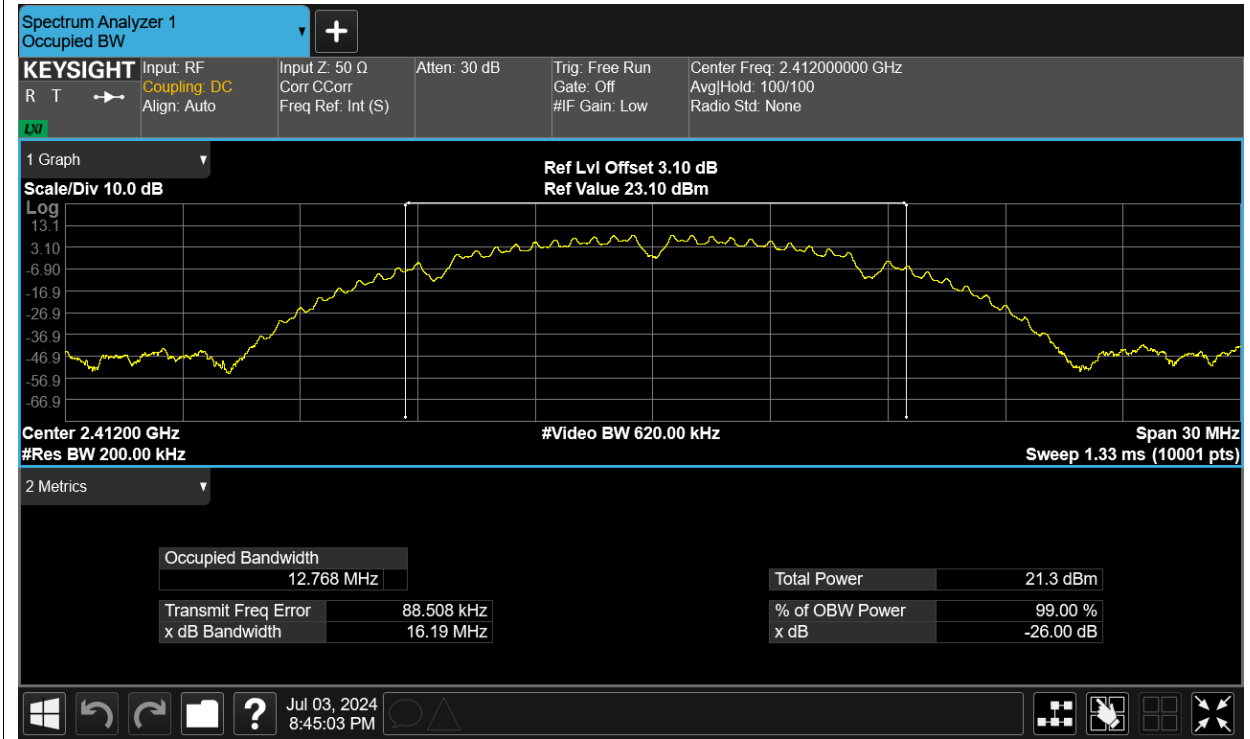 Spectrum Analyzer 1
Occupied BW
KEYSIGHT
R T
LXI
Input: RF
Coupling: DC
Align: Auto
Input Z: 50 Ω
Corr CCorr
Freq Ref: Int (S)
Atten: 30 dB
Trig: Free Run
Gate: Off
#IF Gain: Low
Center Freq: 2.412000000 GHz
Avg|Hold: 100/100
Radio Std: None
1 Graph
Scale/Div 10.0 dB
Ref Lvl Offset 3.10 dB
Ref Value 23.10 dBm
Log
13.1
3.10
-6.90
-16.9
-26.9
-36.9
-46.9
-56.9
-66.9
Center 2.41200 GHz
#Video BW 620.00 kHz
Span 30 MHz
#Res BW 200.00 kHz
Sweep 1.33 ms (10001 pts)
2 Metrics
Occupied Bandwidth
12.768 MHz
Total Power 21.3 dBm
Transmit Freq Error 88.508 kHz
% of OBW Power 99.00 %
x dB Bandwidth 16.19 MHz
x dB -26.00 dB
?
Jul 03, 2024
8:45:03 PM